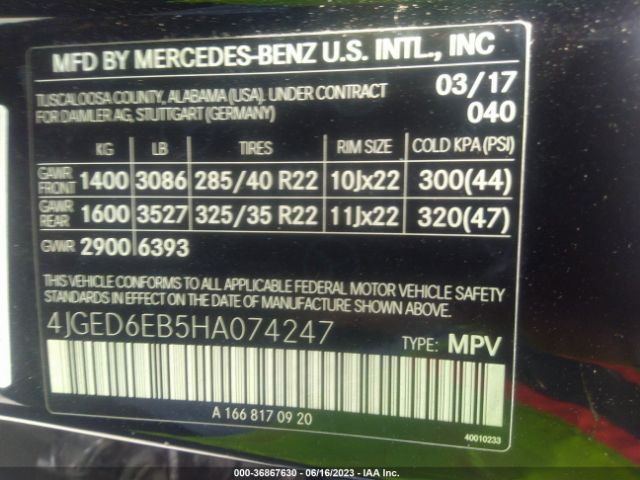 MFD BY MERCEDES-BENZ U.S. INTL., INC
TUSCALOOSA COUNTY, ALABAMA (USA). UNDER CONTRACT 03/17
FOR DAIMLER AG, STUTTGART (GERMANY) 040
KG LB TIRES RIM SIZE COLD KPA (PSI)
GAWR FRONT 1400 3086 285/40 R22 10Jx22 300(44)
GAWR REAR 1600 3527 325/35 R22 11Jx22 320(47)
GVWR 2900 6393
THIS VEHICLE CONFORMS TO ALL APPLICABLE FEDERAL MOTOR VEHICLE SAFETY
STANDARDS IN EFFECT ON THE DATE OF MANUFACTURE SHOWN ABOVE.
4JGED6EB5HA074247 TYPE: MPV
A 166 817 09 20
40010233
000-36867630 - 06/16/2023 - IAA Inc.